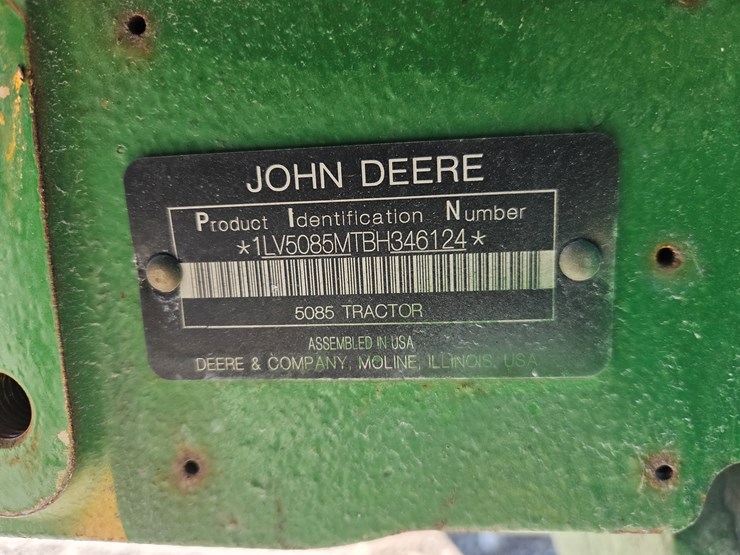 JOHN DEERE
Product Identification Number
*1LV5085MTBH346124*
5085 TRACTOR
ASSEMBLED IN USA
DEERE & COMPANY, MOLINE, ILLINOIS, USA